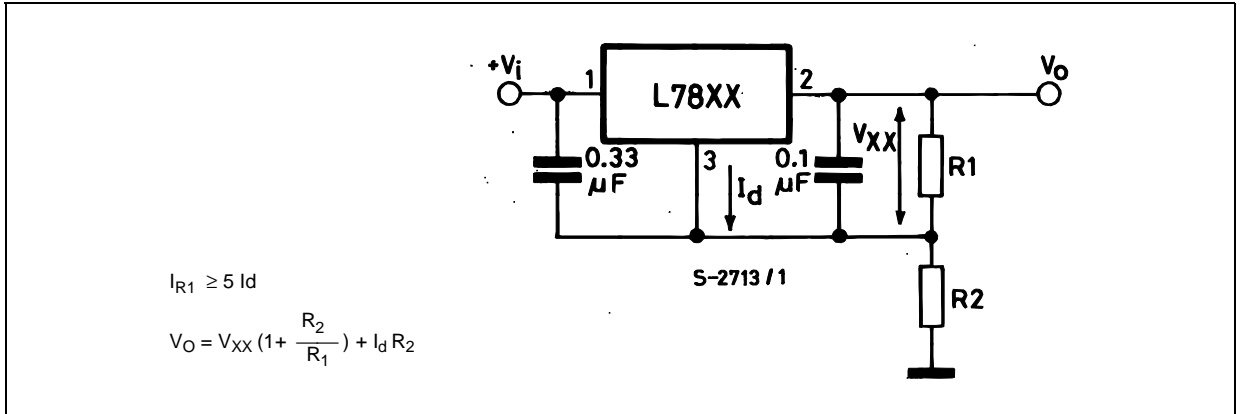 +Vi
1
L78XX
2
Vo
0.33
µF
3
Id
0.1
µF
VXX
R1
S-2713/1
R2
IR1 ≥ 5 Id
VO = VXX (1+ R2/R1) + Id R2